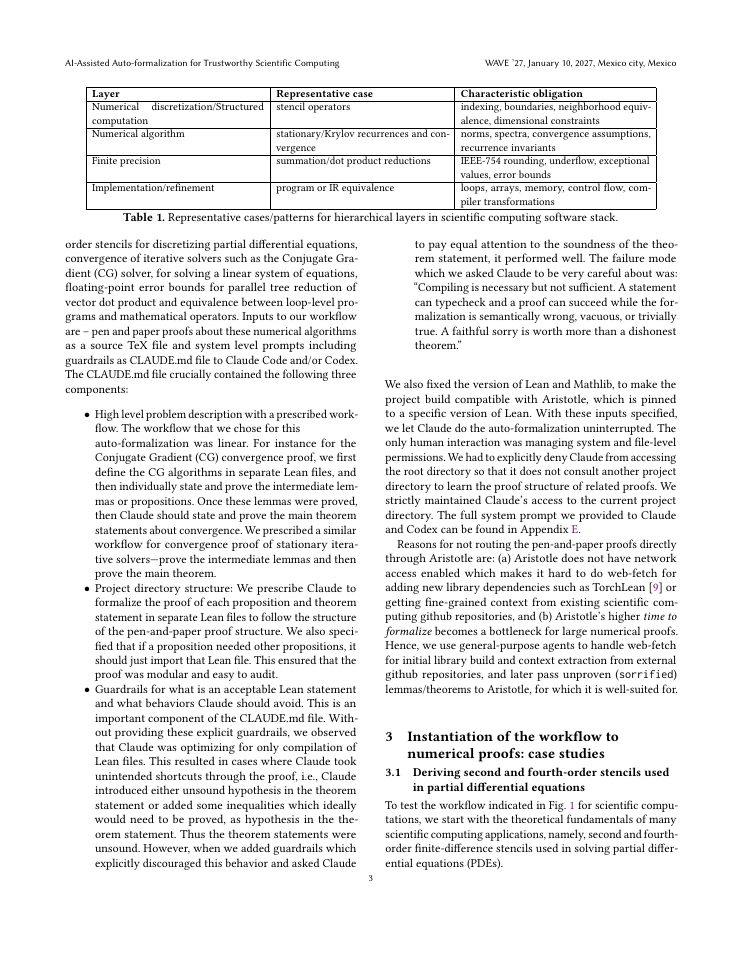 AI-Assisted Auto-formalization for Trustworthy Scientific Computing
WAVE '27, January 10, 2027, Mexico city, Mexico
Layer
Representative case
Characteristic obligation
Numerical discretization/Structured
computation
stencil operators
indexing, boundaries, neighborhood equiv-
alence, dimensional constraints
Numerical algorithm
stationary/Krylov recurrences and con-
vergence
norms, spectra, convergence assumptions,
recurrence invariants
Finite precision
summation/dot product reductions
IEEE-754 rounding, underflow, exceptional
values, error bounds
Implementation/refinement
program or IR equivalence
loops, arrays, memory, control flow, com-
piler transformations
Table 1. Representative cases/patterns for hierarchical layers in scientific computing software stack.
order stencils for discretizing partial differential equations,
convergence of iterative solvers such as the Conjugate Gra-
dient (CG) solver, for solving a linear system of equations,
floating-point error bounds for parallel tree reduction of
vector dot product and equivalence between loop-level pro-
grams and mathematical operators. Inputs to our workflow
are – pen and paper proofs about these numerical algorithms
as a source TeX file and system level prompts including
guardrails as CLAUDE.md file to Claude Code and/or Codex.
The CLAUDE.md file crucially contained the following three
components:
• High level problem description with a prescribed work-
flow. The workflow that we chose for this
auto-formalization was linear. For instance for the
Conjugate Gradient (CG) convergence proof, we first
define the CG algorithms in separate Lean files, and
then individually state and prove the intermediate lem-
mas or propositions. Once these lemmas were proved,
then Claude should state and prove the main theorem
statements about convergence. We prescribed a similar
workflow for convergence proof of stationary itera-
tive solvers—prove the intermediate lemmas and then
prove the main theorem.
• Project directory structure: We prescribe Claude to
formalize the proof of each proposition and theorem
statement in separate Lean files to follow the structure
of the pen-and-paper proof structure. We also speci-
fied that if a proposition needed other propositions, it
should just import that Lean file. This ensured that the
proof was modular and easy to audit.
• Guardrails for what is an acceptable Lean statement
and what behaviors Claude should avoid. This is an
important component of the CLAUDE.md file. With-
out providing these explicit guardrails, we observed
that Claude was optimizing for only compilation of
Lean files. This resulted in cases where Claude took
unintended shortcuts through the proof, i.e., Claude
introduced either unsound hypothesis in the theorem
statement or added some inequalities which ideally
would need to be proved, as hypothesis in the the-
orem statement. Thus the theorem statements were
unsound. However, when we added guardrails which
explicitly discouraged this behavior and asked Claude
to pay equal attention to the soundness of the theo-
rem statement, it performed well. The failure mode
which we asked Claude to be very careful about was:
"Compiling is necessary but not sufficient. A statement
can typecheck and a proof can succeed while the for-
malization is semantically wrong, vacuous, or trivially
true. A faithful sorry is worth more than a dishonest
theorem."
We also fixed the version of Lean and Mathlib, to make the
project build compatible with Aristotle, which is pinned
to a specific version of Lean. With these inputs specified,
we let Claude do the auto-formalization uninterrupted. The
only human interaction was managing system and file-level
permissions. We had to explicitly deny Claude from accessing
the root directory so that it does not consult another project
directory to learn the proof structure of related proofs. We
strictly maintained Claude's access to the current project
directory. The full system prompt we provided to Claude
and Codex can be found in Appendix E.
Reasons for not routing the pen-and-paper proofs directly
through Aristotle are: (a) Aristotle does not have network
access enabled which makes it hard to do web-fetch for
adding new library dependencies such as TorchLean [9] or
getting fine-grained context from existing scientific com-
puting github repositories, and (b) Aristotle's higher time to
formalize becomes a bottleneck for large numerical proofs.
Hence, we use general-purpose agents to handle web-fetch
for initial library build and context extraction from external
github repositories, and later pass unproven (sorrified)
lemmas/theorems to Aristotle, for which it is well-suited for.
3 Instantiation of the workflow to
numerical proofs: case studies
3.1 Deriving second and fourth-order stencils used
in partial differential equations
To test the workflow indicated in Fig. 1 for scientific compu-
tations, we start with the theoretical fundamentals of many
scientific computing applications, namely, second and fourth-
order finite-difference stencils used in solving partial differ-
ential equations (PDEs).
3